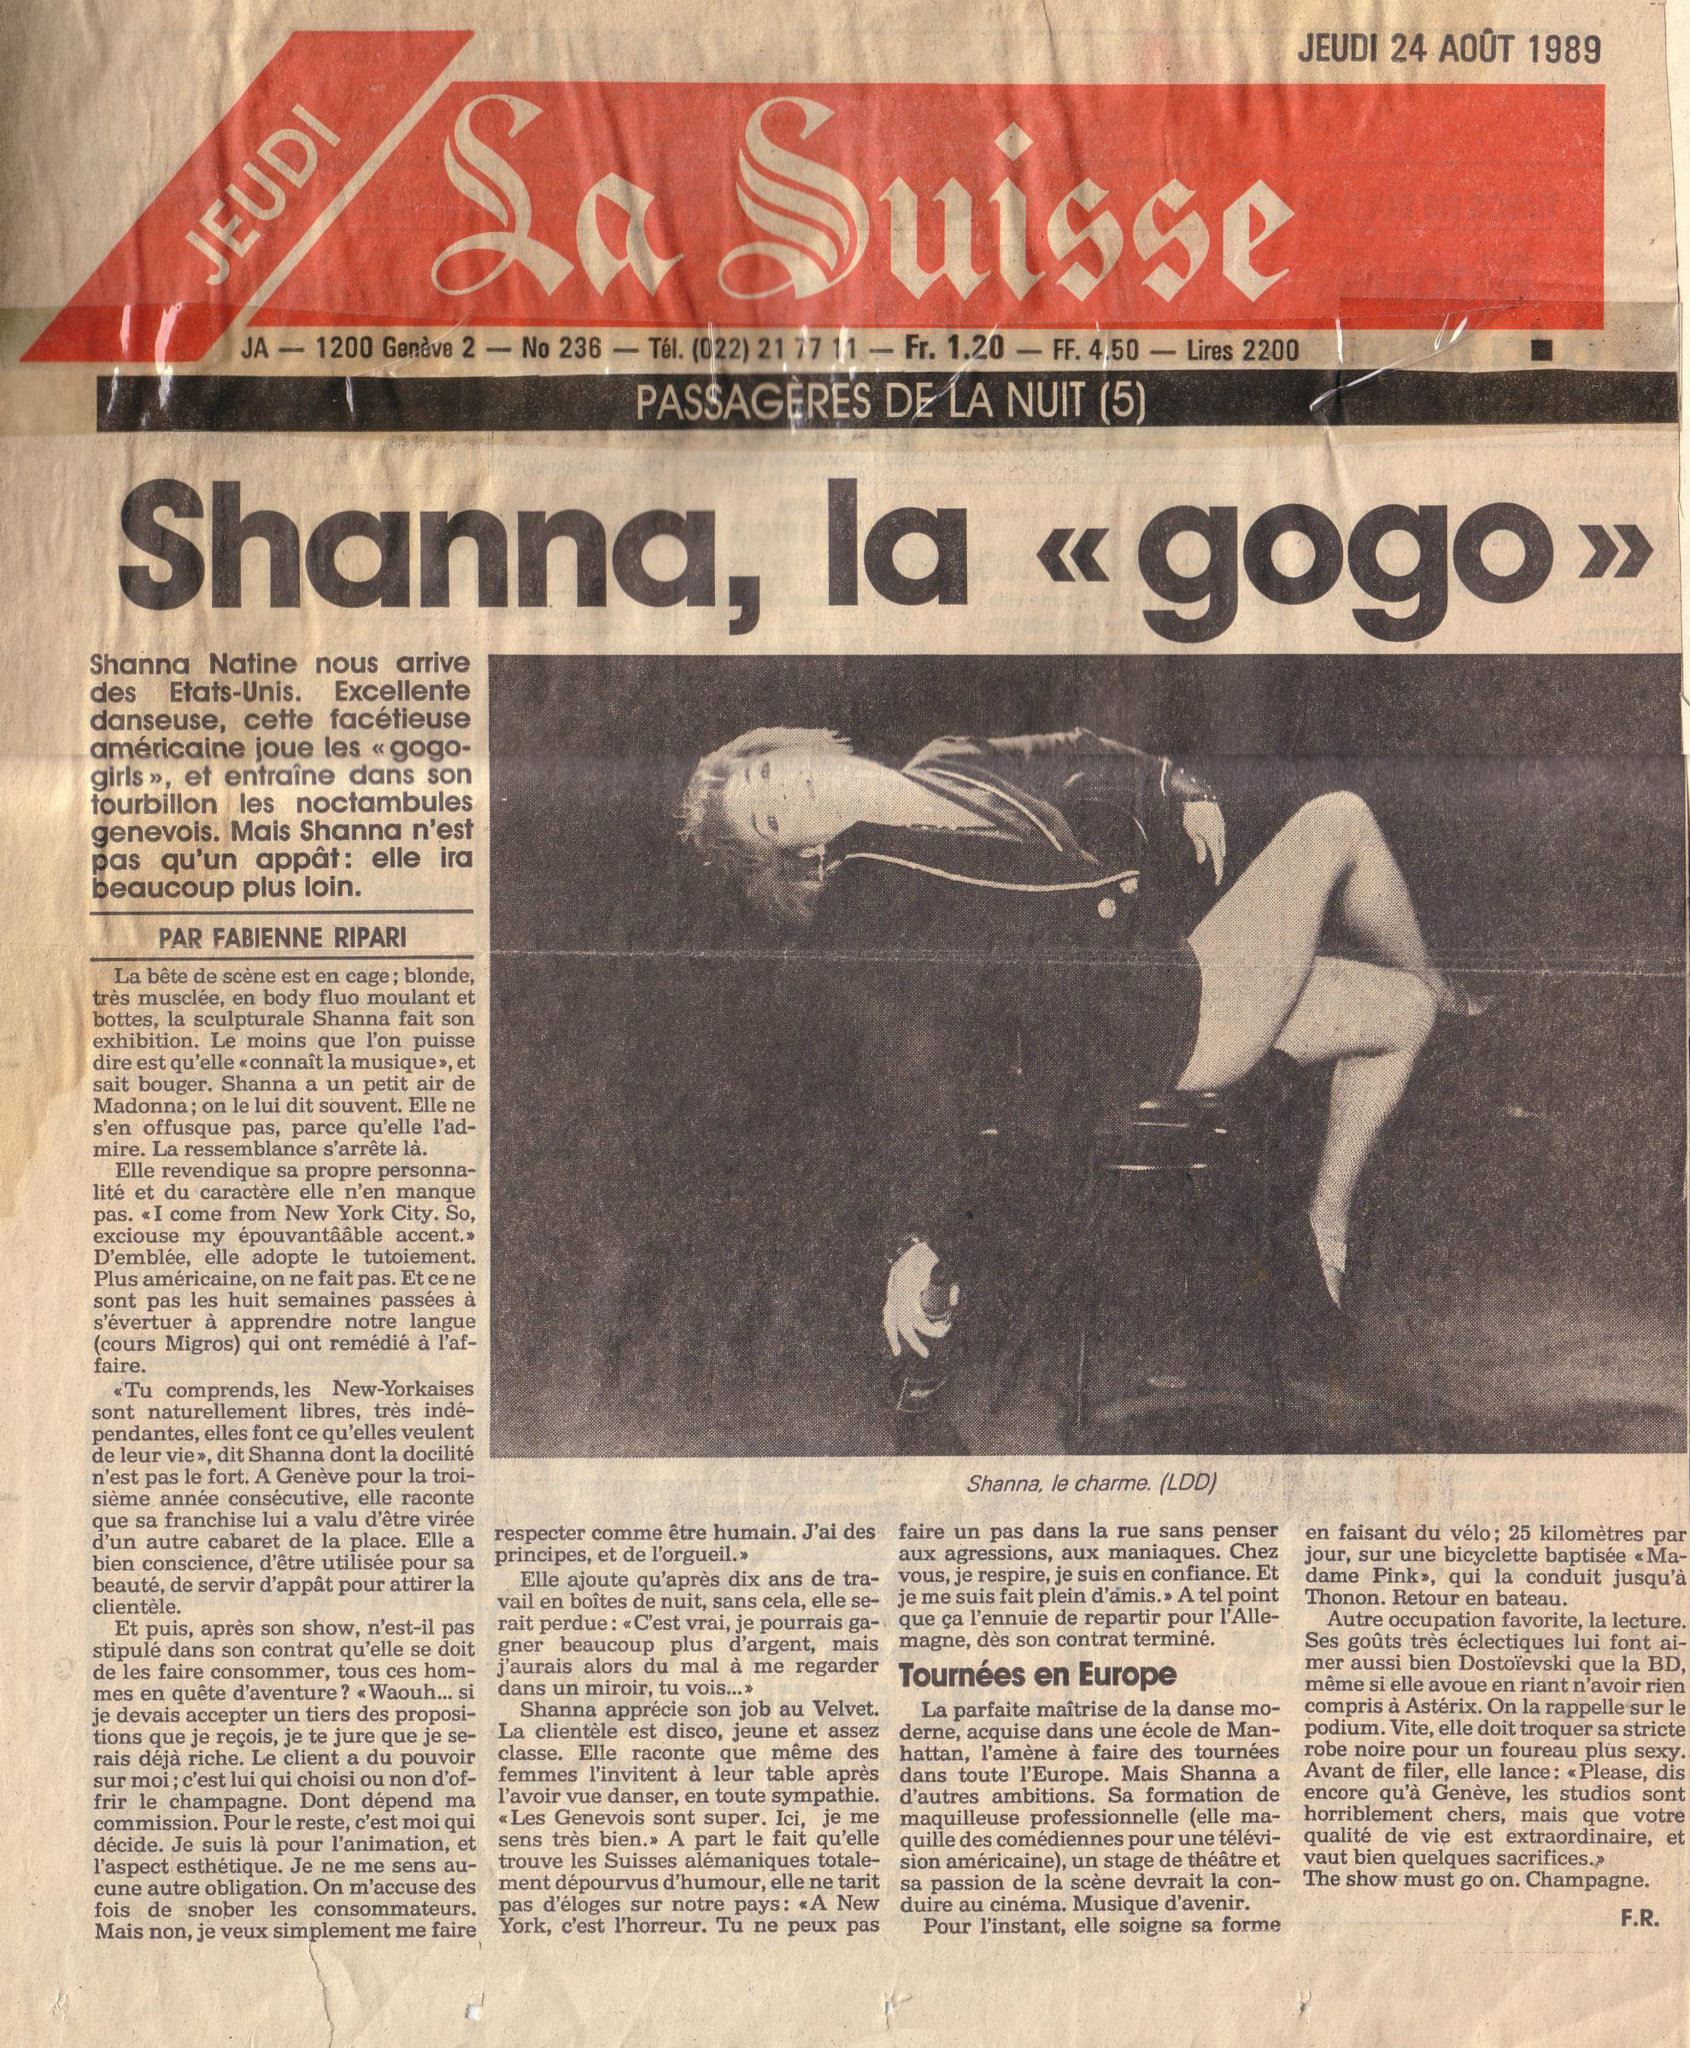 JEUDI 24 AOÛT 1989
JEUDI
La Suisse
JA — 1200 Genève 2 — No 236 — Tél. (022) 21 77 11 — Fr. 1.20 — FF. 4.50 — Lires 2200
PASSAGÈRES DE LA NUIT (5)
Shanna, la « gogo »
Shanna Natine nous arrive
des Etats-Unis. Excellente
danseuse, cette facétieuse
américaine joue les « gogo-
girls », et entraîne dans son
tourbillon les noctambules
genevois. Mais Shanna n'est
pas qu'un appât : elle ira
beaucoup plus loin.
PAR FABIENNE RIPARI
La bête de scène est en cage ; blonde,
très musclée, en body fluo moulant et
bottes, la sculpturale Shanna fait son
exhibition. Le moins que l'on puisse
dire est qu'elle «connaît la musique», et
sait bouger. Shanna a un petit air de
Madonna ; on le lui dit souvent. Elle ne
s'en offusque pas, parce qu'elle l'ad-
mire. La ressemblance s'arrête là.
Elle revendique sa propre personna-
lité et du caractère elle n'en manque
pas. «I come from New York City. So,
exciouse my épouvantââble accent.»
D'emblée, elle adopte le tutoiement.
Plus américaine, on ne fait pas. Et ce ne
sont pas les huit semaines passées à
s'évertuer à apprendre notre langue
(cours Migros) qui ont remédié à l'af-
faire.
«Tu comprends, les New-Yorkaises
sont naturellement libres, très indé-
pendantes, elles font ce qu'elles veulent
de leur vie», dit Shanna dont la docilité
n'est pas le fort. A Genève pour la troi-
sième année consécutive, elle raconte
que sa franchise lui a valu d'être virée
d'un autre cabaret de la place. Elle a
bien conscience, d'être utilisée pour sa
beauté, de servir d'appât pour attirer la
clientèle.
Et puis, après son show, n'est-il pas
stipulé dans son contrat qu'elle se doit
de les faire consommer, tous ces hom-
mes en quête d'aventure ? «Waouh... si
je devais accepter un tiers des proposi-
tions que je reçois, je te jure que je se-
rais déjà riche. Le client a du pouvoir
sur moi ; c'est lui qui choisi ou non d'of-
frir le champagne. Dont dépend ma
commission. Pour le reste, c'est moi qui
décide. Je suis là pour l'animation, et
l'aspect esthétique. Je ne me sens au-
cune autre obligation. On m'accuse des
fois de snober les consommateurs.
Mais non, je veux simplement me faire
Shanna, le charme. (LDD)
respecter comme être humain. J'ai des
principes, et de l'orgueil.»
Elle ajoute qu'après dix ans de tra-
vail en boîtes de nuit, sans cela, elle se-
rait perdue : «C'est vrai, je pourrais ga-
gner beaucoup plus d'argent, mais
j'aurais alors du mal à me regarder
dans un miroir, tu vois...»
Shanna apprécie son job au Velvet.
La clientèle est disco, jeune et assez
classe. Elle raconte que même des
femmes l'invitent à leur table après
l'avoir vue danser, en toute sympathie.
«Les Genevois sont super. Ici, je me
sens très bien.» A part le fait qu'elle
trouve les Suisses alémaniques totale-
ment dépourvus d'humour, elle ne tarit
pas d'éloges sur notre pays : «A New
York, c'est l'horreur. Tu ne peux pas
faire un pas dans la rue sans penser
aux agressions, aux maniaques. Chez
vous, je respire, je suis en confiance. Et
je me suis fait plein d'amis.» A tel point
que ça l'ennuie de repartir pour l'Alle-
magne, dès son contrat terminé.
Tournées en Europe
La parfaite maîtrise de la danse mo-
derne, acquise dans une école de Man-
hattan, l'amène à faire des tournées
dans toute l'Europe. Mais Shanna a
d'autres ambitions. Sa formation de
maquilleuse professionnelle (elle ma-
quille des comédiennes pour une télévi-
sion américaine), un stage de théâtre et
sa passion de la scène devrait la con-
duire au cinéma. Musique d'avenir.
Pour l'instant, elle soigne sa forme
en faisant du vélo ; 25 kilomètres par
jour, sur une bicyclette baptisée «Ma-
dame Pink», qui la conduit jusqu'à
Thonon. Retour en bateau.
Autre occupation favorite, la lecture.
Ses goûts très éclectiques lui font ai-
mer aussi bien Dostoïevski que la BD,
même si elle avoue en riant n'avoir rien
compris à Astérix. On la rappelle sur le
podium. Vite, elle doit troquer sa stricte
robe noire pour un foureau plus sexy.
Avant de filer, elle lance : «Please, dis
encore qu'à Genève, les studios sont
horriblement chers, mais que votre
qualité de vie est extraordinaire, et
vaut bien quelques sacrifices.»
The show must go on. Champagne.
F.R.